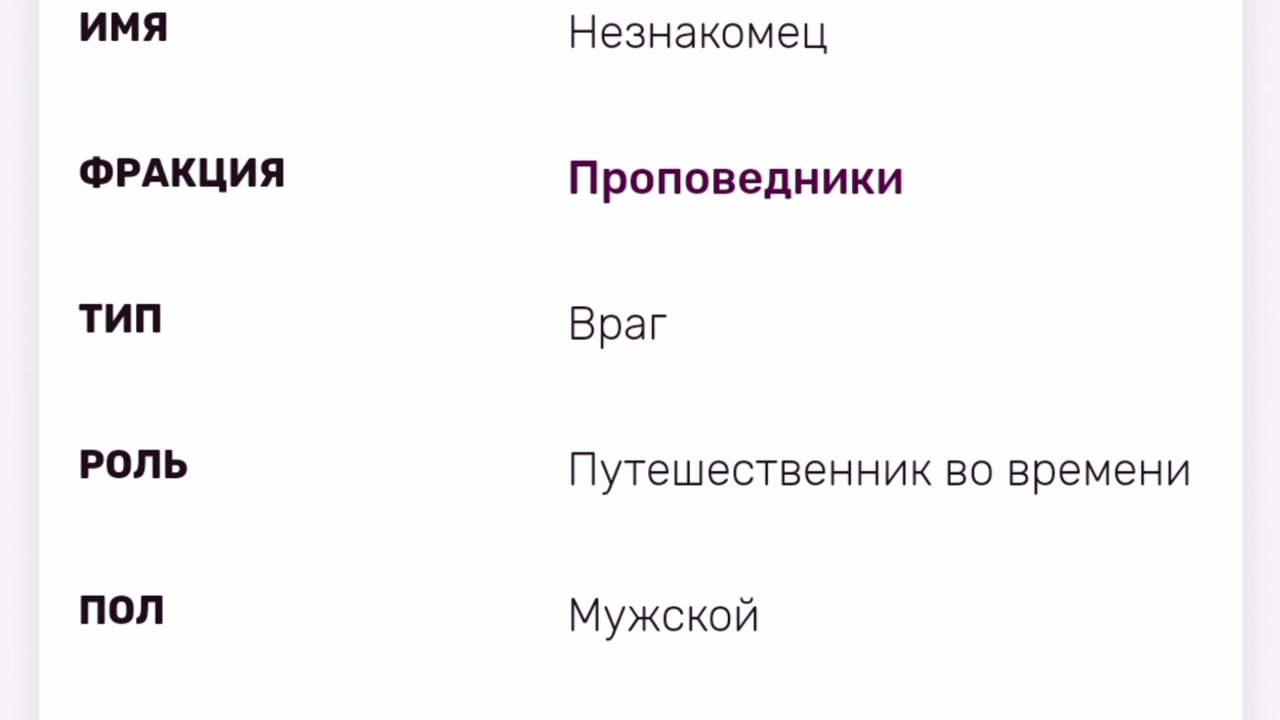 ИМЯ Незнакомец
ФРАКЦИЯ Проповедники
ТИП Враг
РОЛЬ Путешественник во времени
ПОЛ Мужской